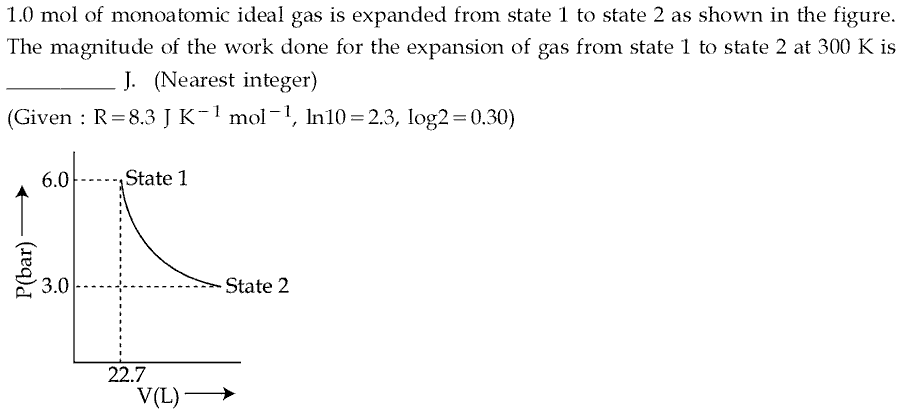 1.0 mol of monoatomic ideal gas is expanded from state 1 to state 2 as shown in the figure.
The magnitude of the work done for the expansion of gas from state 1 to state 2 at 300 K is
__________ J. (Nearest integer)
(Given : R=8.3 J K⁻¹ mol⁻¹, ln10=2.3, log2=0.30)
6.0 State 1
P(bar)
3.0 State 2
22.7
V(L)